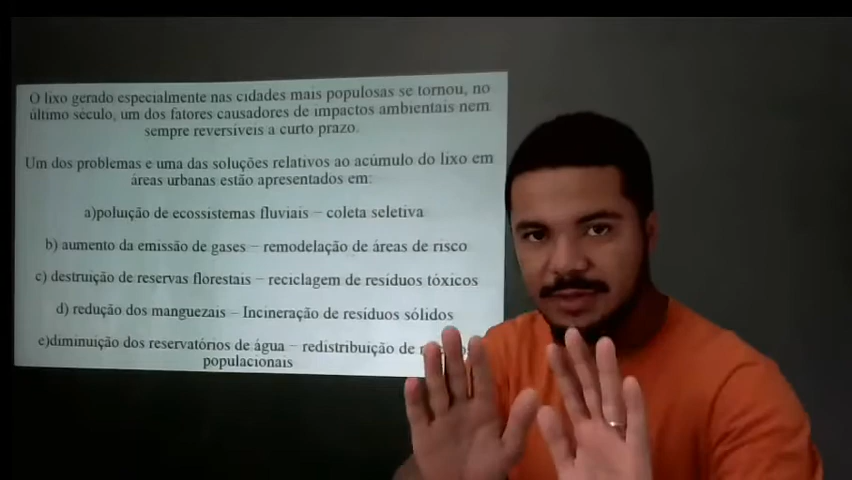 O lixo gerado especialmente nas cidades mais populosas se tornou, no
último século, um dos fatores causadores de impactos ambientais nem
sempre reversíveis a curto prazo.
Um dos problemas e uma das soluções relativos ao acúmulo do lixo em
áreas urbanas estão apresentados em:
a)poluição de ecossistemas fluviais – coleta seletiva
b) aumento da emissão de gases – remodelação de áreas de risco
c) destruição de reservas florestais – reciclagem de resíduos tóxicos
d) redução dos manguezais – Incineração de resíduos sólidos
e)diminuição dos reservatórios de água – redistribuição de
populacionais